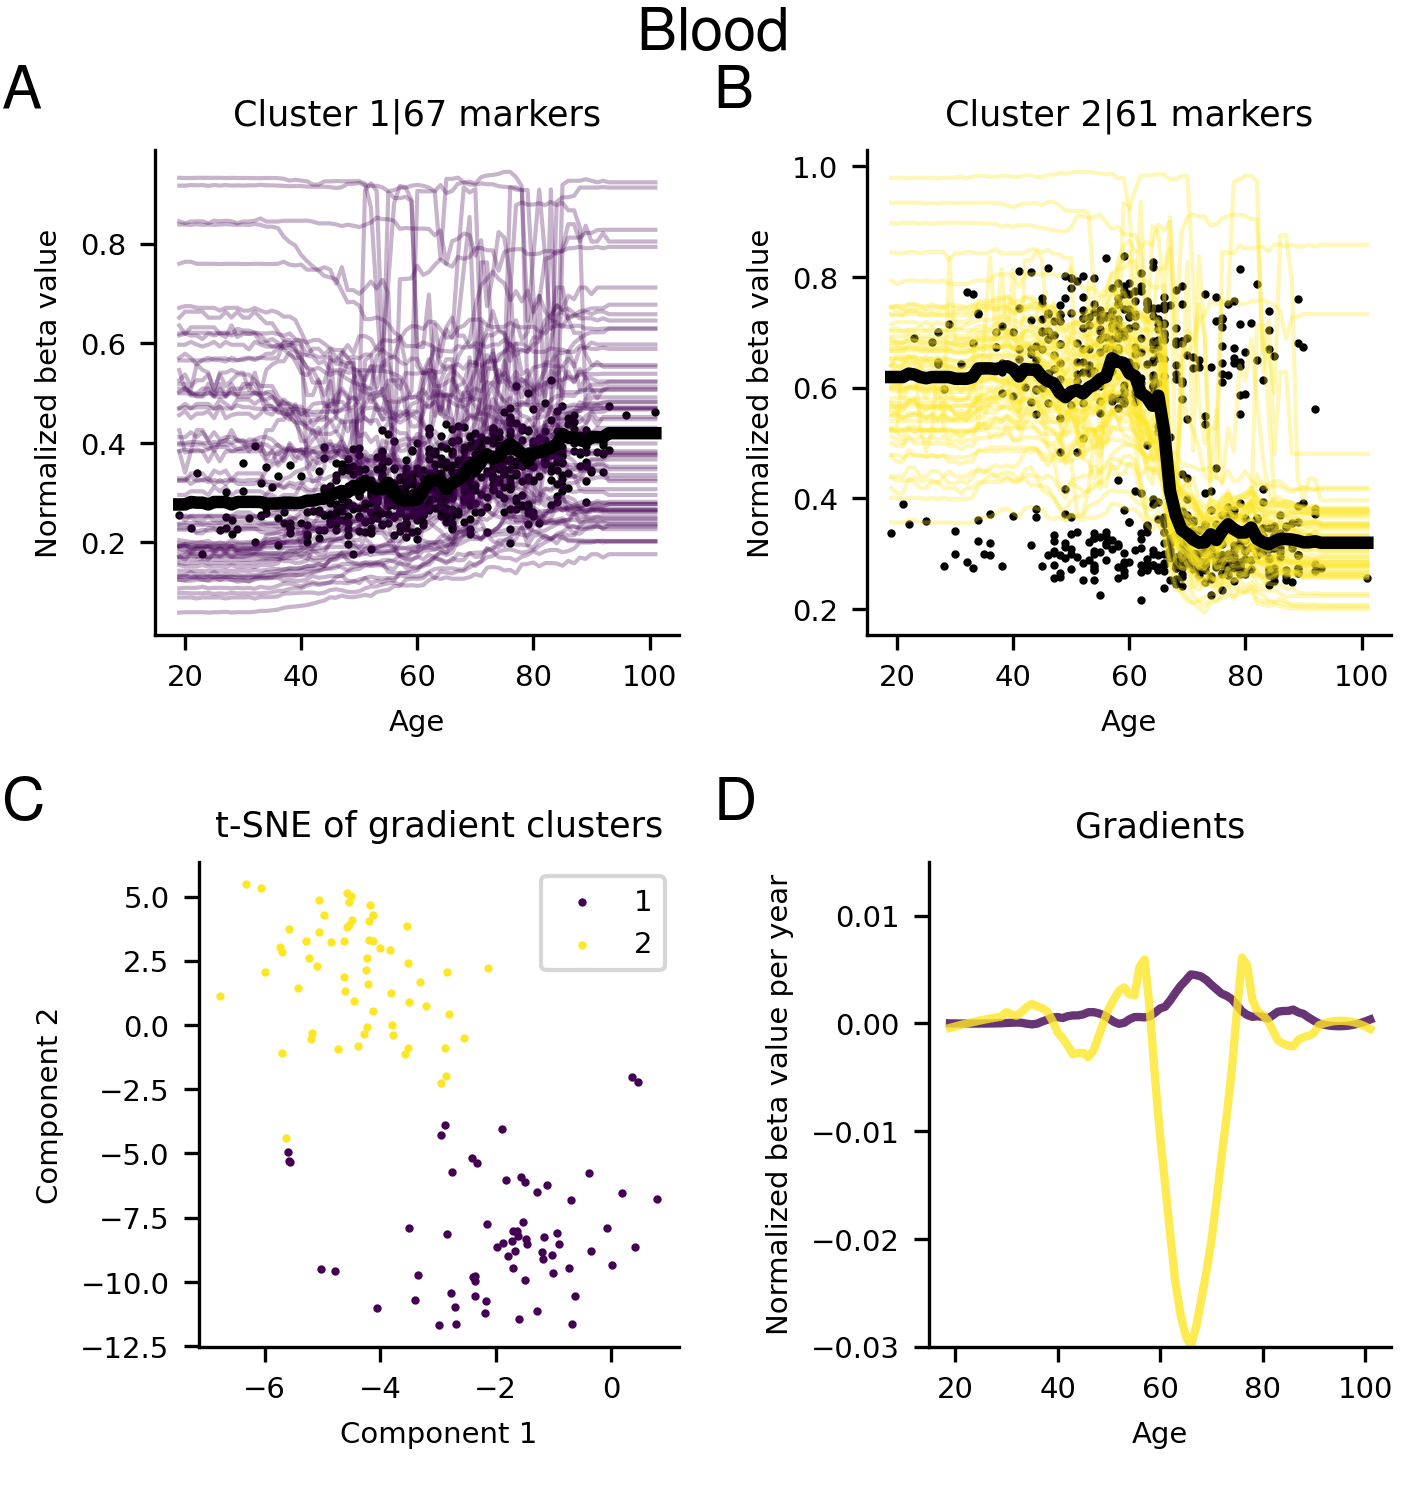 Blood
A
Cluster 1|67 markers
Normalized beta value
0.8
0.6
0.4
0.2
20 40 60 80 100
Age
B
Cluster 2|61 markers
Normalized beta value
1.0
0.8
0.6
0.4
0.2
20 40 60 80 100
Age
C
t-SNE of gradient clusters
Component 2
5.0
2.5
0.0
−2.5
−5.0
−7.5
−10.0
−12.5
1
2
−6 −4 −2 0
Component 1
D
Gradients
Normalized beta value per year
0.01
0.00
−0.01
−0.02
−0.03
20 40 60 80 100
Age